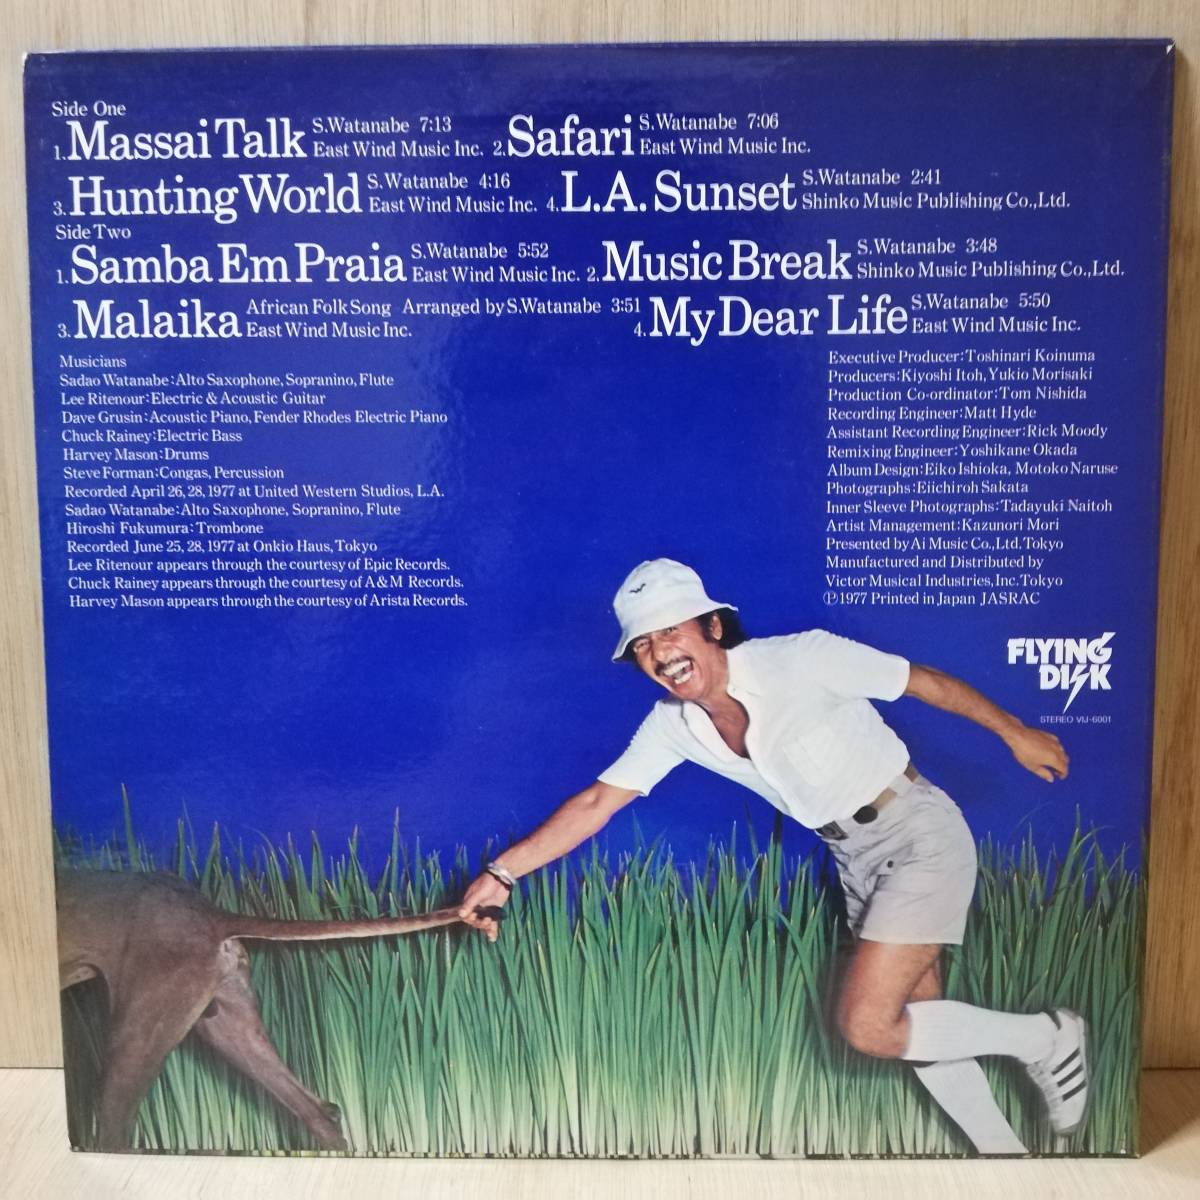 Side One
1. Massai Talk S.Watanabe 7:13 East Wind Music Inc. 2. Safari S.Watanabe 7:06 East Wind Music Inc.
3. Hunting World S.Watanabe 4:16 East Wind Music Inc. 4. L.A. Sunset S.Watanabe 2:41 Shinko Music Publishing Co.,Ltd.
Side Two
1. Samba Em Praia S.Watanabe 5:52 East Wind Music Inc. 2. Music Break S.Watanabe 3:48 Shinko Music Publishing Co.,Ltd.
3. Malaika African Folk Song Arranged by S.Watanabe 3:51 East Wind Music Inc. 4. My Dear Life S.Watanabe 5:50 East Wind Music Inc.
Musicians
Sadao Watanabe:Alto Saxophone, Sopranino, Flute
Lee Ritenour:Electric & Acoustic Guitar
Dave Grusin:Acoustic Piano, Fender Rhodes Electric Piano
Chuck Rainey:Electric Bass
Harvey Mason:Drums
Steve Forman:Congas, Percussion
Recorded April 26, 28, 1977 at United Western Studios, L.A.
Sadao Watanabe:Alto Saxophone, Sopranino, Flute
Hiroshi Fukumura:Trombone
Recorded June 25, 28, 1977 at Onkio Haus, Tokyo
Lee Ritenour appears through the courtesy of Epic Records.
Chuck Rainey appears through the courtesy of A&M Records.
Harvey Mason appears through the courtesy of Arista Records.
Executive Producer:Toshinari Koinuma
Producers:Kiyoshi Itoh, Yukio Morisaki
Production Co-ordinator:Tom Nishida
Recording Engineer:Matt Hyde
Assistant Recording Engineer:Rick Moody
Remixing Engineer:Yoshikane Okada
Album Design:Eiko Ishioka, Motoko Naruse
Photographs:Eiichiroh Sakata
Inner Sleeve Photographs:Tadayuki Naitoh
Artist Management:Kazunori Mori
Presented by Ai Music Co.,Ltd. Tokyo
Manufactured and Distributed by
Victor Musical Industries, Inc. Tokyo
℗1977 Printed in Japan JASRAC
FLYING
DISK
STEREO VIJ-6001